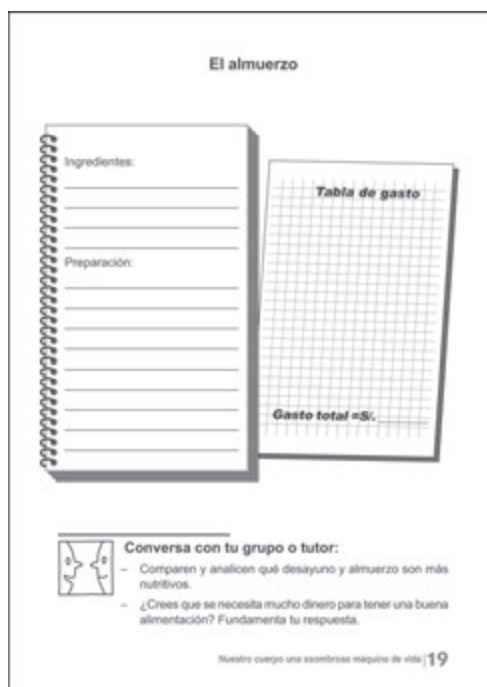 El almuerzo
Ingredientes:
Preparación:
Tabla de gasto
Gasto total =S/.
Conversa con tu grupo o tutor:
– Comparen y analicen qué desayuno y almuerzo son más
nutritivos.
– ¿Crees que se necesita mucho dinero para tener una buena
alimentación? Fundamenta tu respuesta.
Nuestro cuerpo una asombrosa máquina de vida | 19